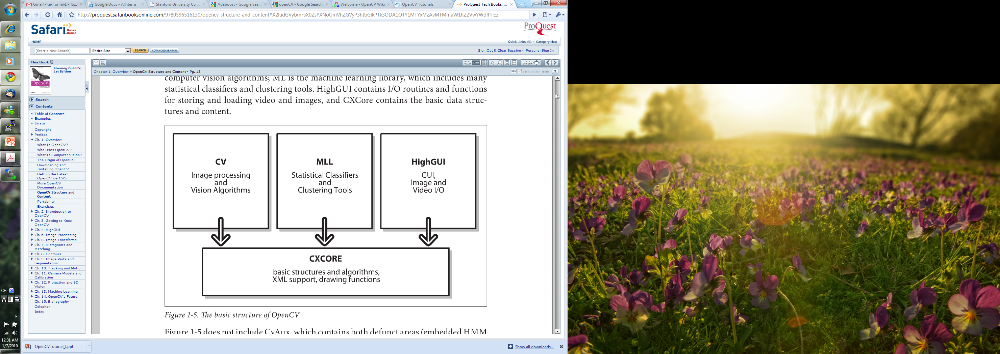 Gmail - tex for hw1 - lo...
Google Docs - All items
Stanford University CS ...
Adaboost - Google Sea...
openCV - Google Search
Welcome - OpenCV Wiki
OpenCV Tutorials
ProQuest Tech Books: ...
Safari Books Online
ProQuest
HOME
Quick Links
Category Map
[Start a New Search]
Entire Site
SEARCH
ADVANCED SEARCH
Sign Out & Clear Session
Personal Sign In
This Book
OpenCV
Learning OpenCV,
1st Edition
Search
Contents
Table of Contents
Examples
Errata
Copyright
Preface
Ch. 1. Overview
What Is OpenCV?
Who Uses OpenCV?
What Is Computer Vision?
The Origin of OpenCV
Downloading and
Installing OpenCV
Getting the Latest
OpenCV via CVS
More OpenCV
Documentation
OpenCV Structure and
Content
Portability
Exercises
Ch. 2. Introduction to
OpenCV
Ch. 3. Getting to Know
OpenCV
Ch. 4. HighGUI
Ch. 5. Image Processing
Ch. 6. Image Transforms
Ch. 7. Histograms and
Matching
Ch. 8. Contours
Ch. 9. Image Parts and
Segmentation
Ch. 10. Tracking and Motion
Ch. 11. Camera Models and
Calibration
Ch. 12. Projection and 3D
Vision
Ch. 13. Machine Learning
Ch. 14. OpenCV's Future
Ch. 15. Bibliography
Colophon
Index
HTML VIEW BETA
FULL SCREEN
Chapter 1. Overview > OpenCV Structure and Content - Pg. 13
URL
SHOW SEARCH TERMS
?
computer vision algorithms; ML is the machine learning library, which includes many
statistical classifiers and clustering tools. HighGUI contains I/O routines and functions
for storing and loading video and images, and CXCore contains the basic data struc-
tures and content.
CV
Image processing
and
Vision Algorithms
MLL
Statistical Classifiers
and
Clustering Tools
HighGUI
GUI,
Image and
Video I/O
CXCORE
basic structures and algorithms,
XML support, drawing functions
Figure 1-5. The basic structure of OpenCV
Figure 1-5 does not include CvAux, which contains both defunct areas (embedded HMM
CH
A
12:31 AM
1/7/2010
OpenCVTutorial_I.ppt
Show all downloads...